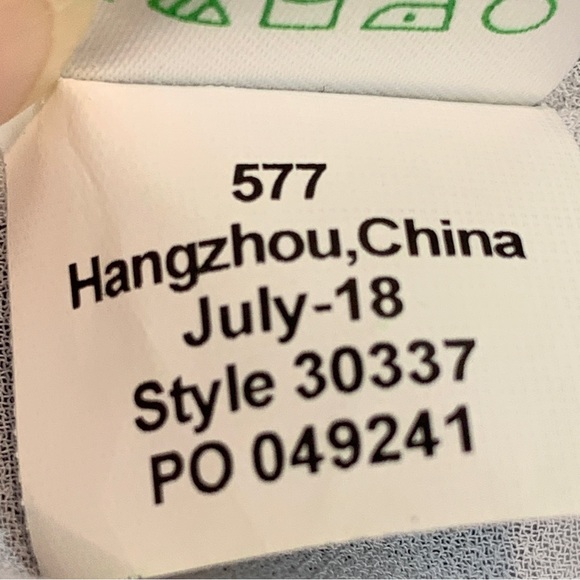 577
Hangzhou,China
July-18
Style 30337
PO 049241